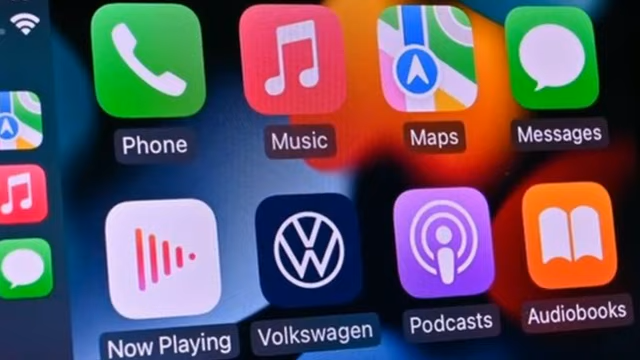 Phone
Music
Maps
Messages
Now Playing
Volkswagen
Podcasts
Audiobooks